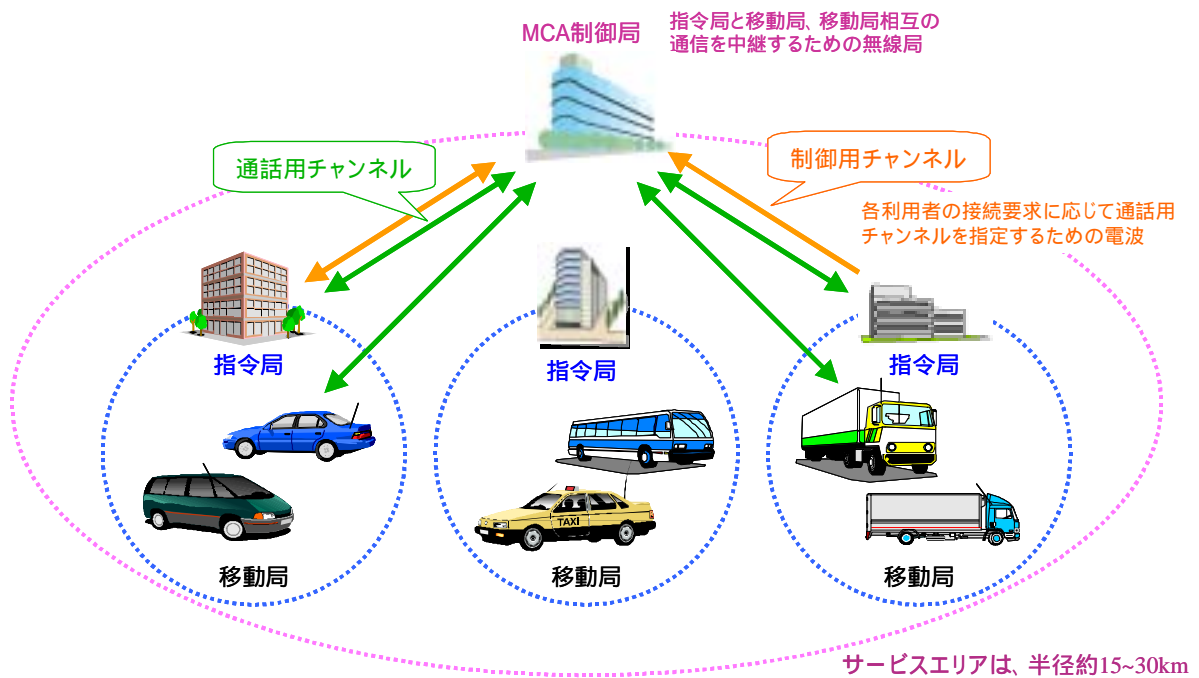 MCA制御局
指令局と移動局、移動局相互の
通信を中継するための無線局
通話用チャンネル
制御用チャンネル
各利用者の接続要求に応じて通話用
チャンネルを指定するための電波
指令局
指令局
指令局
TAXI
移動局
移動局
移動局
サービスエリアは、半径約15~30km